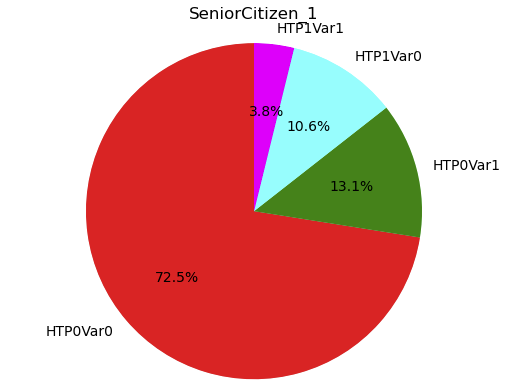 SeniorCitizen_1
HTP1Var1
HTP1Var0
3.8%
10.6%
HTP0Var1
13.1%
72.5%
HTP0Var0